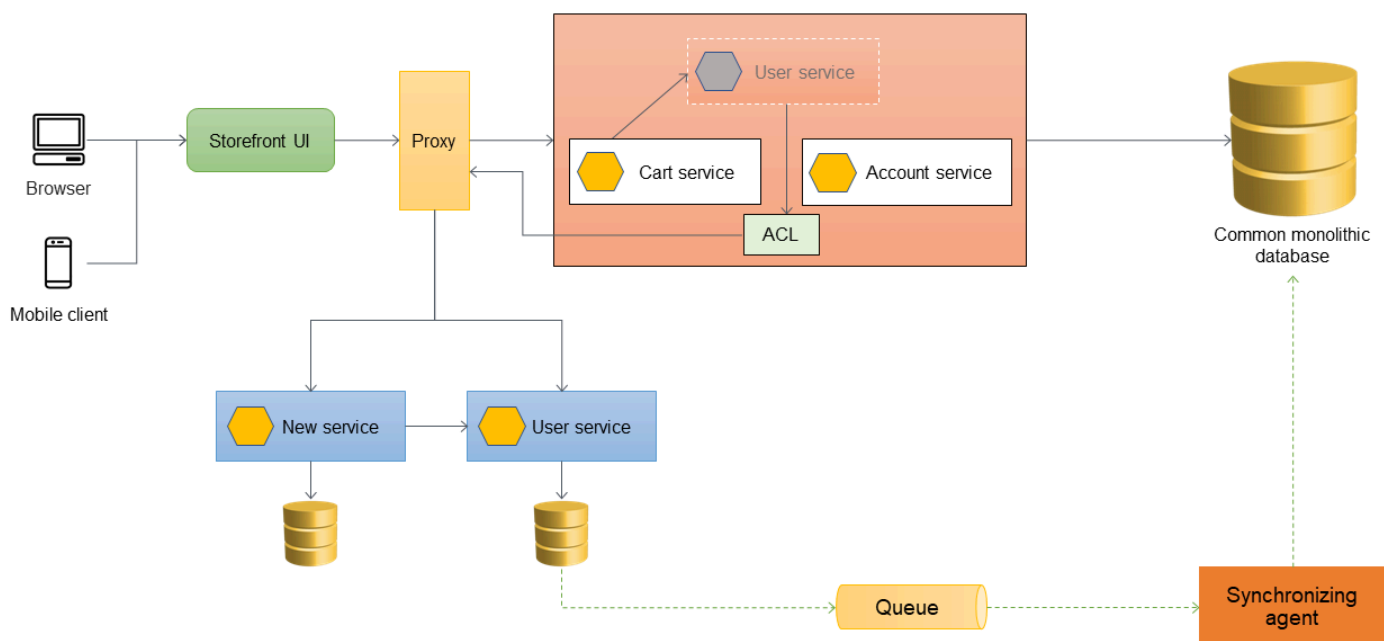 User service
Storefront UI
Proxy
Cart service
Account service
Browser
ACL
Common monolithic
database
Mobile client
New service
User service
Queue
Synchronizing
agent